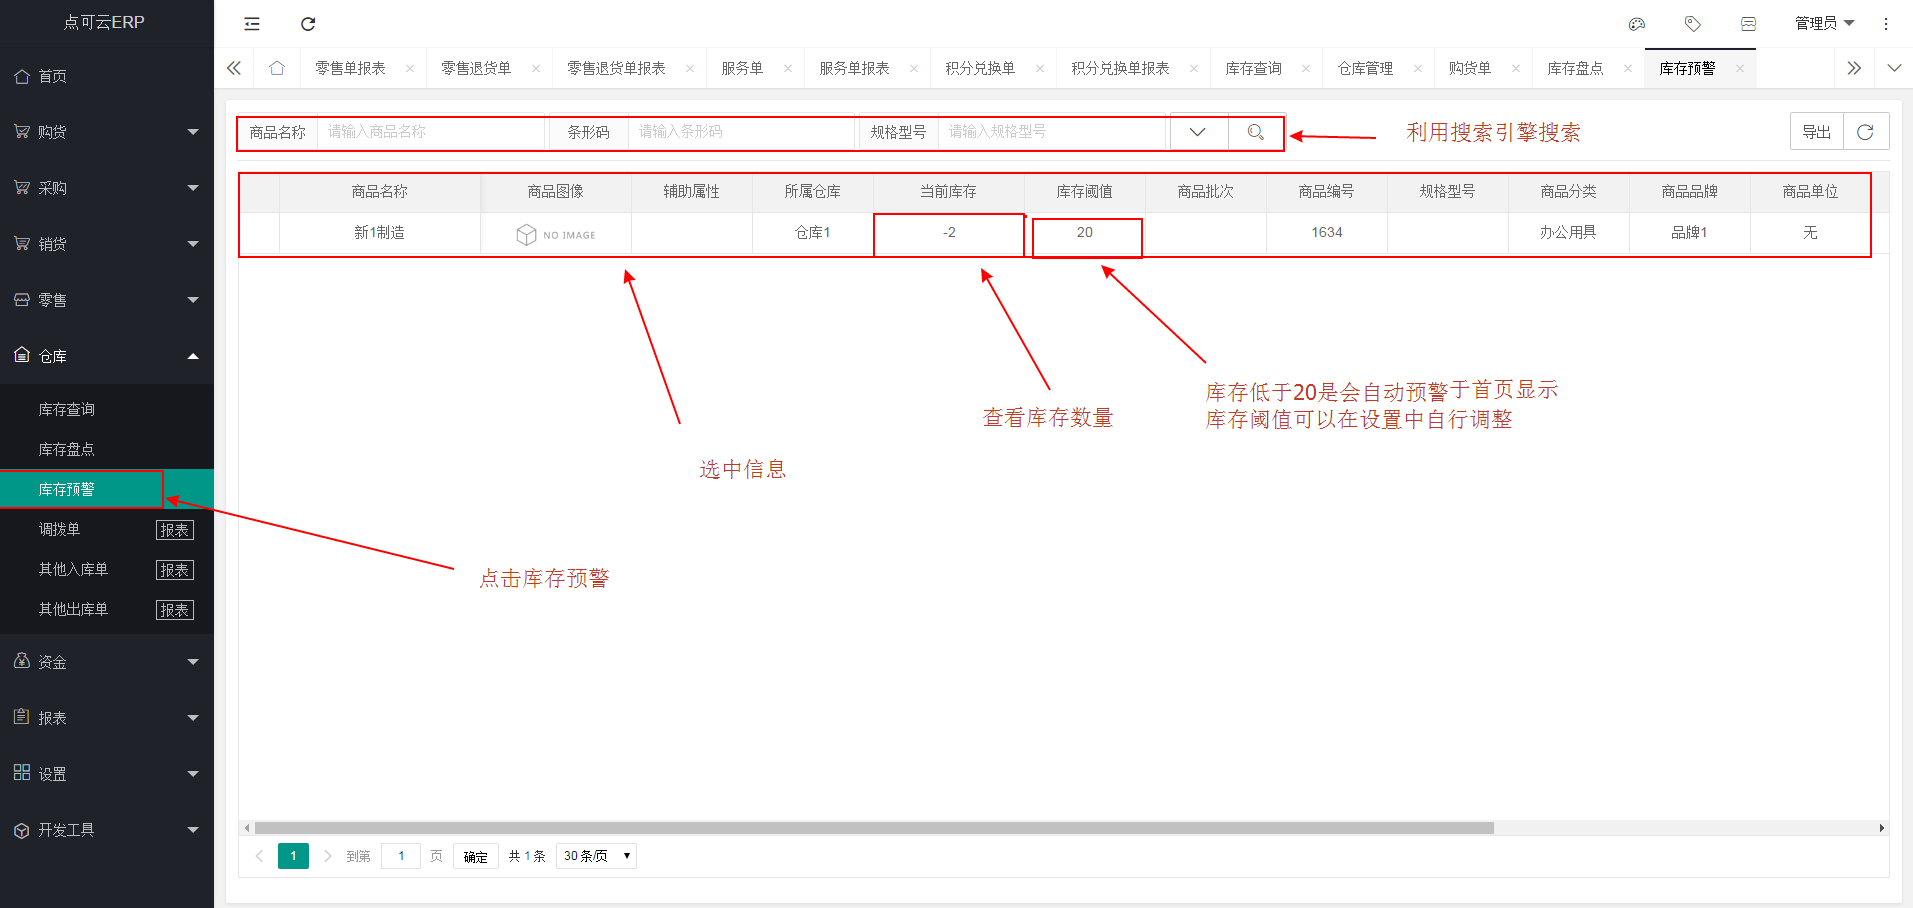 点可云ERP
管理员
首页
购货
采购
销货
零售
仓库
库存查询
库存盘点
库存预警
调拨单 报表
其他入库单 报表
其他出库单 报表
资金
报表
设置
开发工具
零售单报表 × 零售退货单 × 零售退货单报表 × 服务单 × 服务单报表 × 积分兑换单 × 积分兑换单报表 × 库存查询 × 仓库管理 × 购货单 × 库存盘点 × 库存预警 ×
商品名称 请输入商品名称 条形码 请输入条形码 规格型号 请输入规格型号
利用搜索引擎搜索
导出
商品名称 商品图像 辅助属性 所属仓库 当前库存 库存阈值 商品批次 商品编号 规格型号 商品分类 商品品牌 商品单位
新1制造 NO IMAGE 仓库1 -2 20 1634 办公用具 品牌1 无
库存低于20是会自动预警于首页显示
库存阈值可以在设置中自行调整
查看库存数量
选中信息
点击库存预警
1 到第 1 页 确定 共 1 条 30 条/页